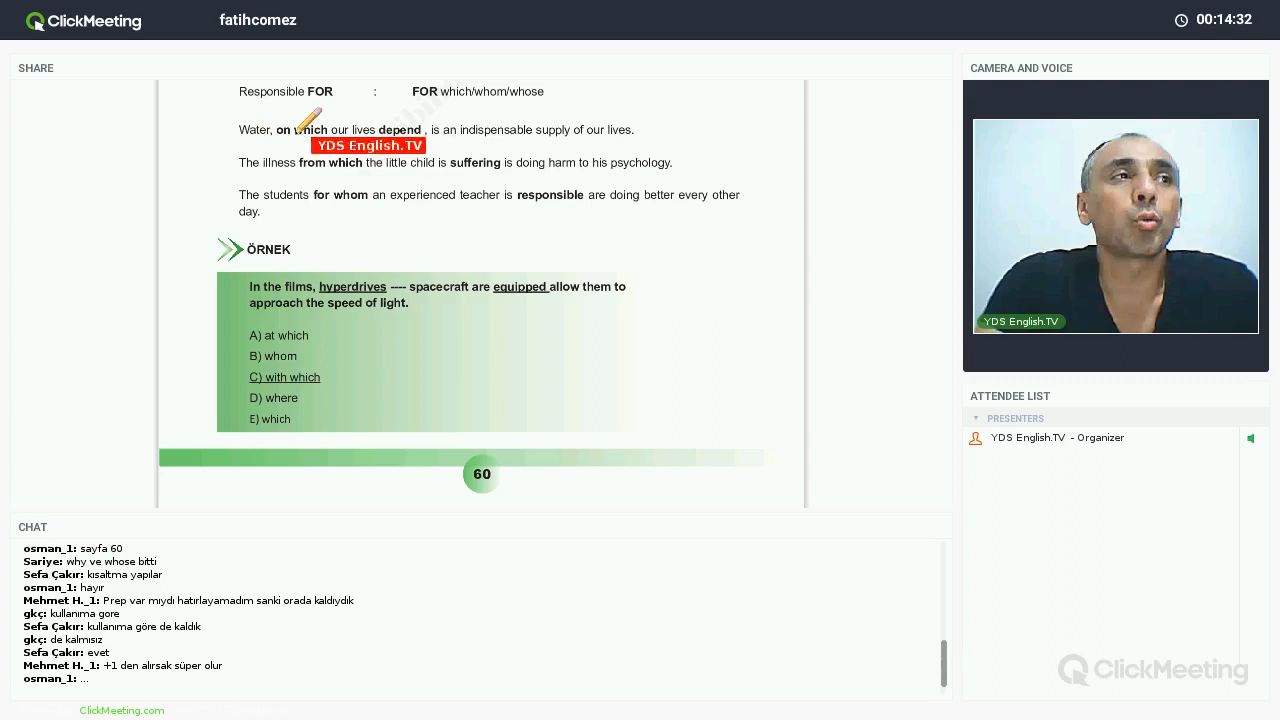 ClickMeeting
fatihcomez
00:14:32
SHARE
Responsible FOR : FOR which/whom/whose
Water, on which our lives depend , is an indispensable supply of our lives.
YDS English.TV
The illness from which the little child is suffering is doing harm to his psychology.
The students for whom an experienced teacher is responsible are doing better every other
day.
ÖRNEK
In the films, hyperdrives ---- spacecraft are equipped allow them to
approach the speed of light.
A) at which
B) whom
C) with which
D) where
E) which
60
CAMERA AND VOICE
YDS English.TV
ATTENDEE LIST
PRESENTERS
YDS English.TV - Organizer
CHAT
osman_1: sayfa 60
Sariye: why ve whose bitti
Sefa Çakır: kısaltma yapılar
osman_1: hayır
Mehmet H._1: Prep var mıydı hatırlayamadım sanki orada kaldıydık
gkç: kullanıma gore
Sefa Çakır: kullanıma göre de kaldık
gkç: de kalmısız
Sefa Çakır: evet
Mehmet H._1: +1 den alırsak süper olur
osman_1: ...
ClickMeeting
ClickMeeting.com